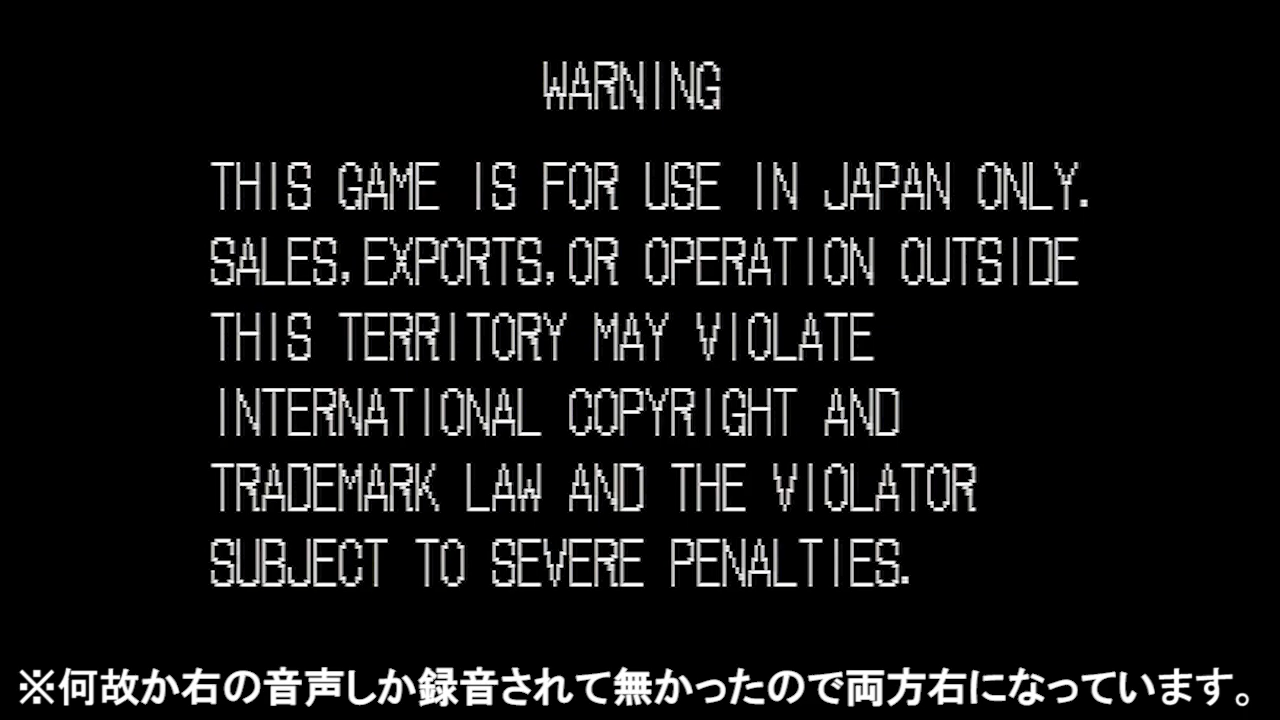 WARNING
THIS GAME IS FOR USE IN JAPAN ONLY.
SALES,EXPORTS,OR OPERATION OUTSIDE
THIS TERRITORY MAY VIOLATE
INTERNATIONAL COPYRIGHT AND
TRADEMARK LAW AND THE VIOLATOR
SUBJECT TO SEVERE PENALTIES.
※何故か右の音声しか録音されて無かったので両方右になっています。